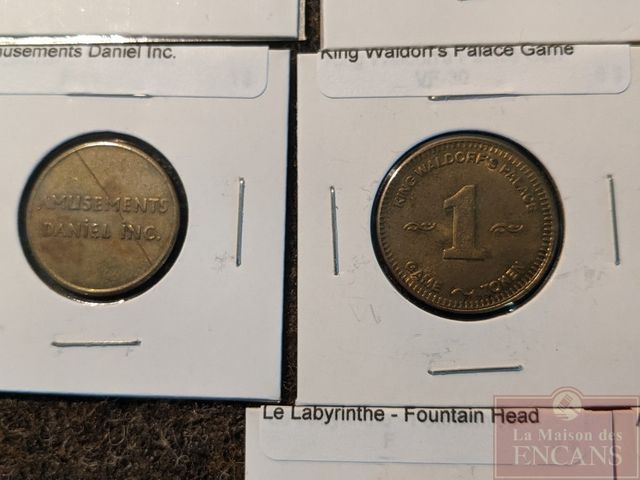 Amusements Daniel Inc.
King Waldorf's Palace Game
AMUSEMENTS
DANIEL INC.
KING WALDORF'S PALACE
1
GAME TOKEN
Le Labyrinthe - Fountain Head
La Maison des
ENCANS